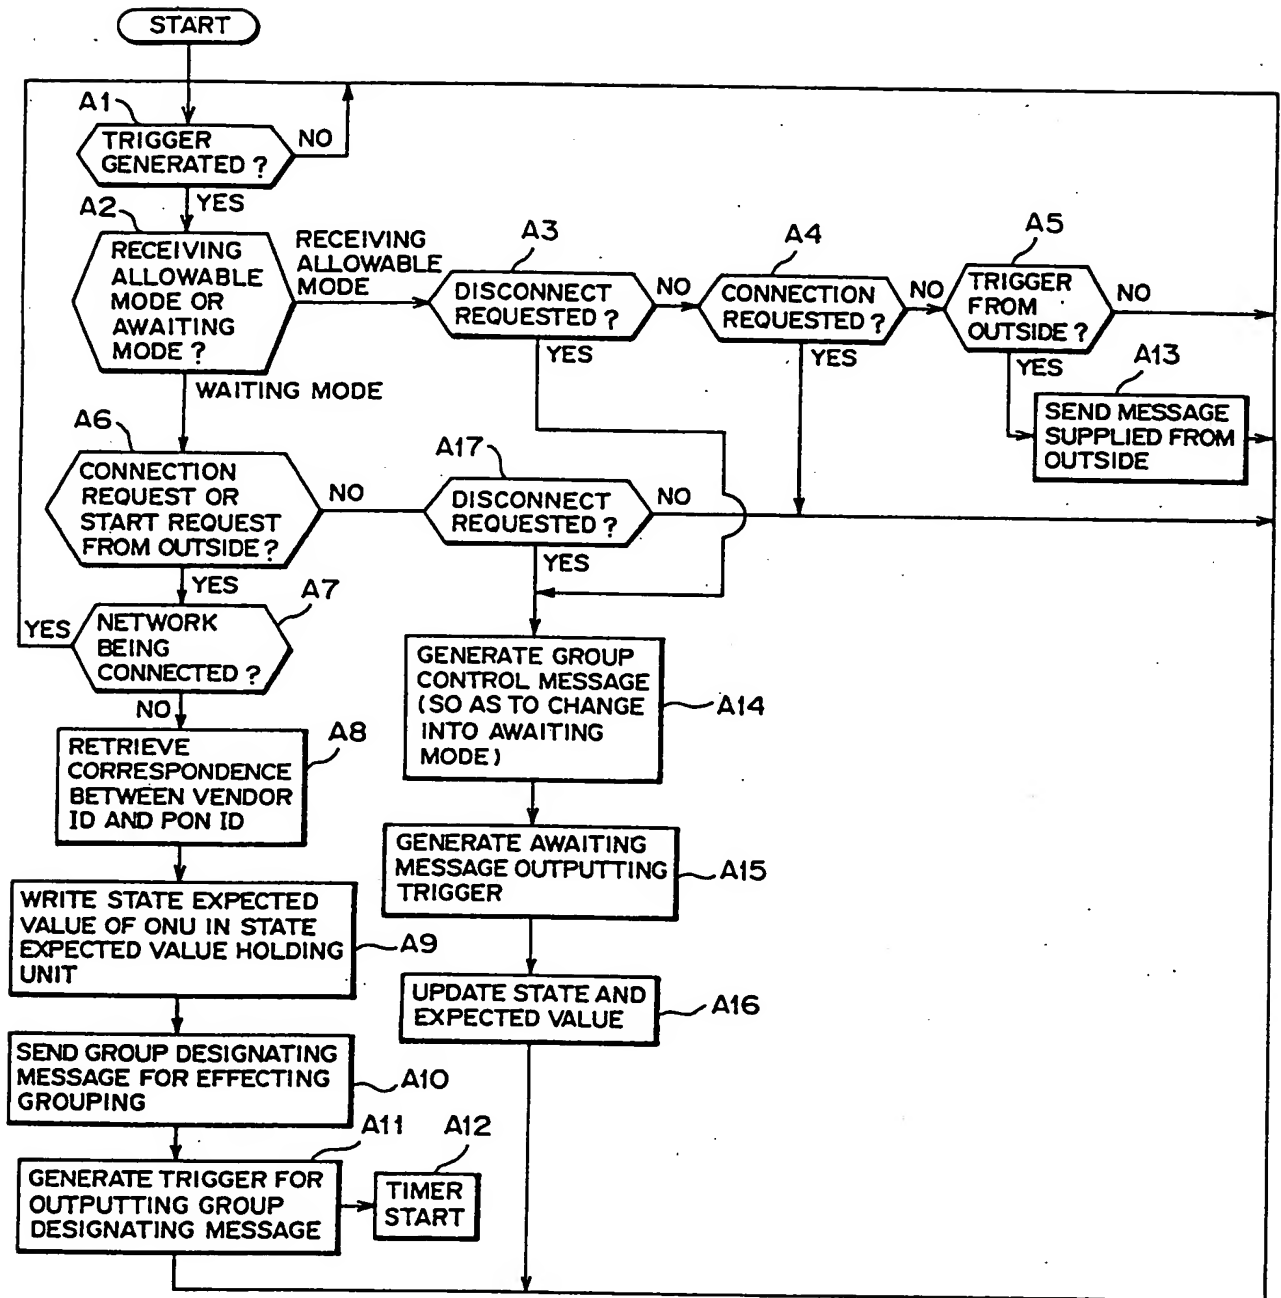 START
A1
TRIGGER
GENERATED ?
NO
YES
A2
RECEIVING
ALLOWABLE
MODE OR
AWAITING
MODE ?
RECEIVING
ALLOWABLE
MODE
A3
DISCONNECT
REQUESTED ?
NO
YES
A4
CONNECTION
REQUESTED ?
NO
YES
A5
TRIGGER
FROM
OUTSIDE ?
NO
YES
A13
SEND MESSAGE
SUPPLIED FROM
OUTSIDE
WAITING MODE
A6
CONNECTION
REQUEST OR
START REQUEST
FROM OUTSIDE ?
NO
YES
A17
DISCONNECT
REQUESTED ?
NO
YES
A7
NETWORK
BEING
CONNECTED ?
YES
NO
A8
RETRIEVE
CORRESPONDENCE
BETWEEN VENDOR
ID AND PON ID
WRITE STATE EXPECTED
VALUE OF ONU IN STATE
EXPECTED VALUE HOLDING
UNIT
A9
SEND GROUP DESIGNATING
MESSAGE FOR EFFECTING
GROUPING
A10
A11
GENERATE TRIGGER FOR
OUTPUTTING GROUP
DESIGNATING MESSAGE
A12
TIMER
START
GENERATE GROUP
CONTROL MESSAGE
(SO AS TO CHANGE
INTO AWAITING
MODE)
A14
GENERATE AWAITING
MESSAGE OUTPUTTING
TRIGGER
A15
UPDATE STATE AND
EXPECTED VALUE
A16